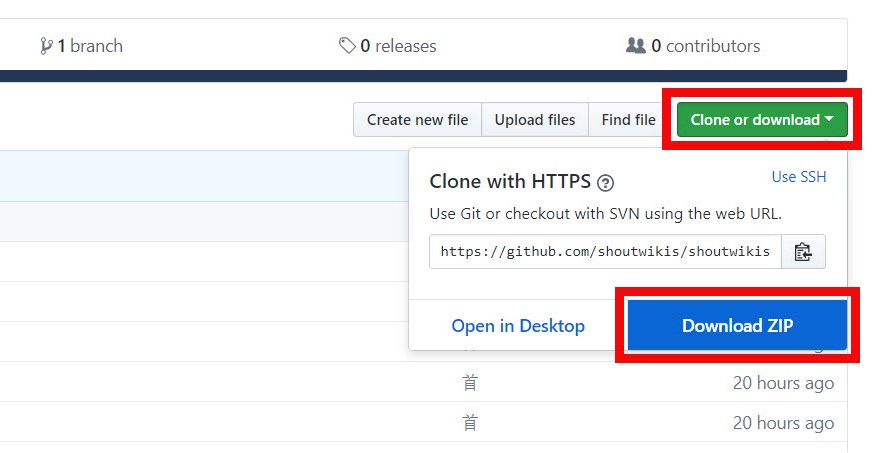 1 branch
0 releases
0 contributors
Create new file
Upload files
Find file
Clone or download
Clone with HTTPS
Use SSH
Use Git or checkout with SVN using the web URL.
https://github.com/shoutwikis/shoutwikis
Open in Desktop
Download ZIP
首
20 hours ago
首
20 hours ago